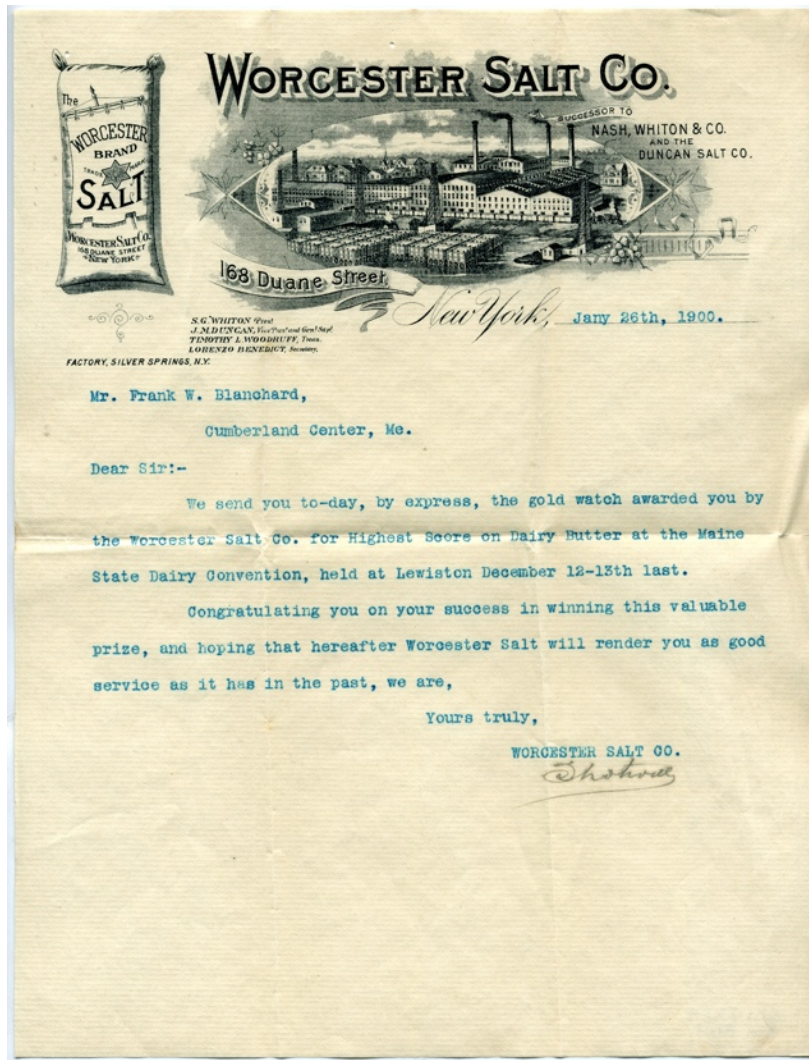 WORCESTER SALT CO.
SUCCESSOR TO
NASH, WHITON & CO.
AND THE
DUNCAN SALT CO.
The
WORCESTER
BRAND
TRADE MARK
SALT
WORCESTER SALT CO.
168 DUANE STREET
NEW YORK
168 Duane Street
New York, Jany 26th, 1900.
S.G. WHITON Prest
J.M. DUNCAN, Vice Prest and Genl Supt
TIMOTHY L. WOODRUFF, Treas.
LORENZO BENEDICT, Secretary.
FACTORY, SILVER SPRINGS, N.Y.
Mr. Frank W. Blanchard,
Cumberland Center, Me.
Dear Sir:-
We send you to-day, by express, the gold watch awarded you by
the Worcester Salt Co. for Highest Score on Dairy Butter at the Maine
State Dairy Convention, held at Lewiston December 12-13th last.
Congratulating you on your success in winning this valuable
prize, and hoping that hereafter Worcester Salt will render you as good
service as it has in the past, we are,
Yours truly,
WORCESTER SALT CO.